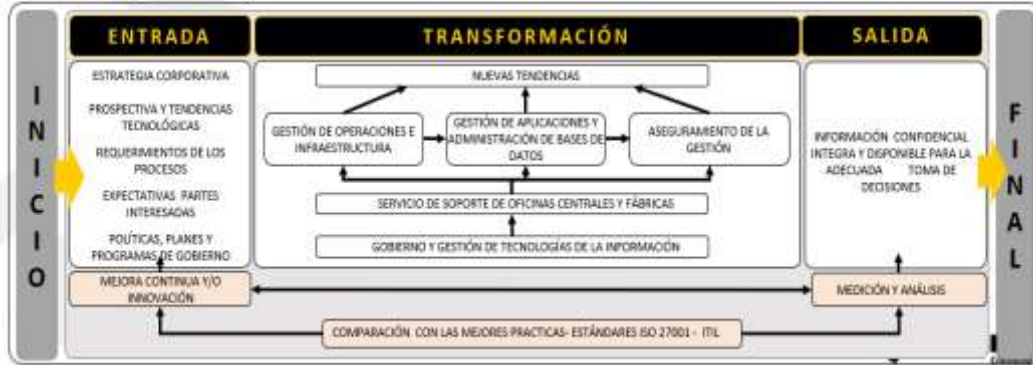 INICIO
ENTRADA
ESTRATEGIA CORPORATIVA
PROSPECTIVA Y TENDENCIAS
TECNOLÓGICAS
REQUERIMIENTOS DE LOS
PROCESOS
EXPECTATIVAS PARTES
INTERESADAS
POLÍTICAS, PLANES Y
PROGRAMAS DE GOBIERNO
MEJORA CONTINUA Y/O
INNOVACIÓN
TRANSFORMACIÓN
NUEVAS TENDENCIAS
GESTIÓN DE OPERACIONES E
INFRAESTRUCTURA
GESTIÓN DE APLICACIONES Y
ADMINISTRACIÓN DE BASES DE
DATOS
ASEGURAMIENTO DE LA
GESTIÓN
SERVICIO DE SOPORTE DE OFICINAS CENTRALES Y FÁBRICAS
GOBIERNO Y GESTIÓN DE TECNOLOGÍAS DE LA INFORMACIÓN
SALIDA
INFORMACIÓN CONFIDENCIAL
INTEGRA Y DISPONIBLE PARA LA
ADECUADA TOMA DE
DECISIONES
MEDICIÓN Y ANÁLISIS
COMPARACIÓN CON LAS MEJORES PRACTICAS- ESTÁNDARES ISO 27001 - ITIL
FINAL